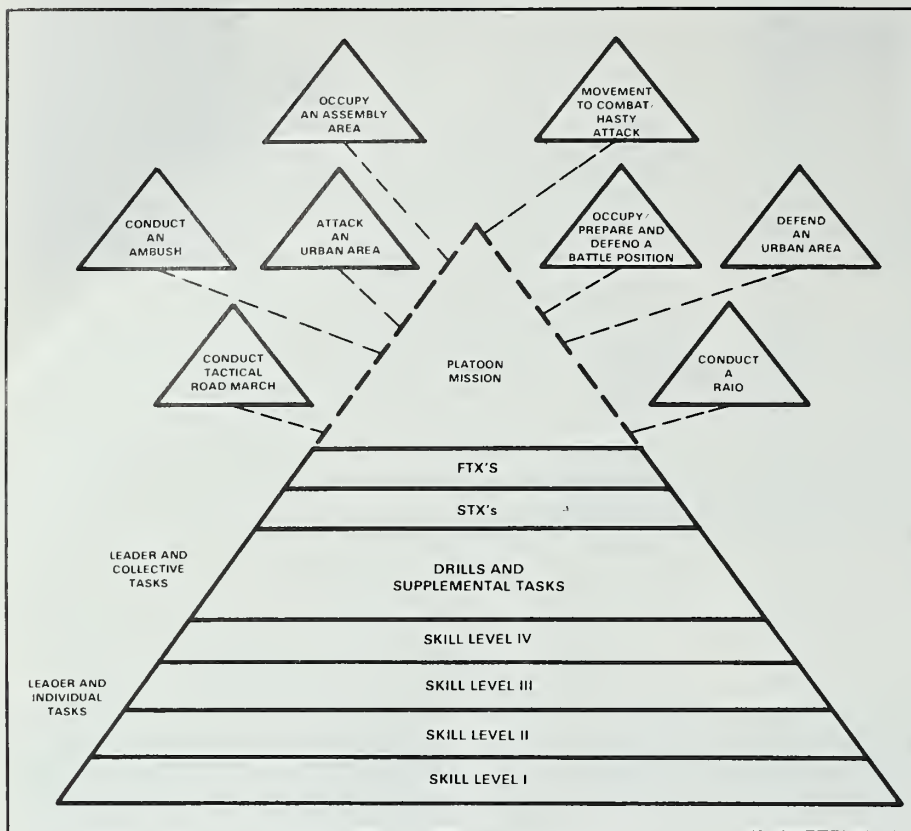 OCCUPY
AN ASSEMBLY
AREA
MOVEMENT
TO COMBAT/
HASTY
ATTACK
CONDUCT
AN
AMBUSH
ATTACK
AN
URBAN AREA
OCCUPY/
PREPARE AND
DEFEND A
BATTLE POSITION
DEFEND
AN
URBAN AREA
CONDUCT
TACTICAL
ROAD MARCH
PLATOON
MISSION
CONDUCT
A
RAIO
FTX'S
STX's
LEADER AND
COLLECTIVE
TASKS
DRILLS AND
SUPPLEMENTAL TASKS
SKILL LEVEL IV
LEAOER AND
INDIVIDUAL
TASKS
SKILL LEVEL III
SKILL LEVEL II
SKILL LEVEL I